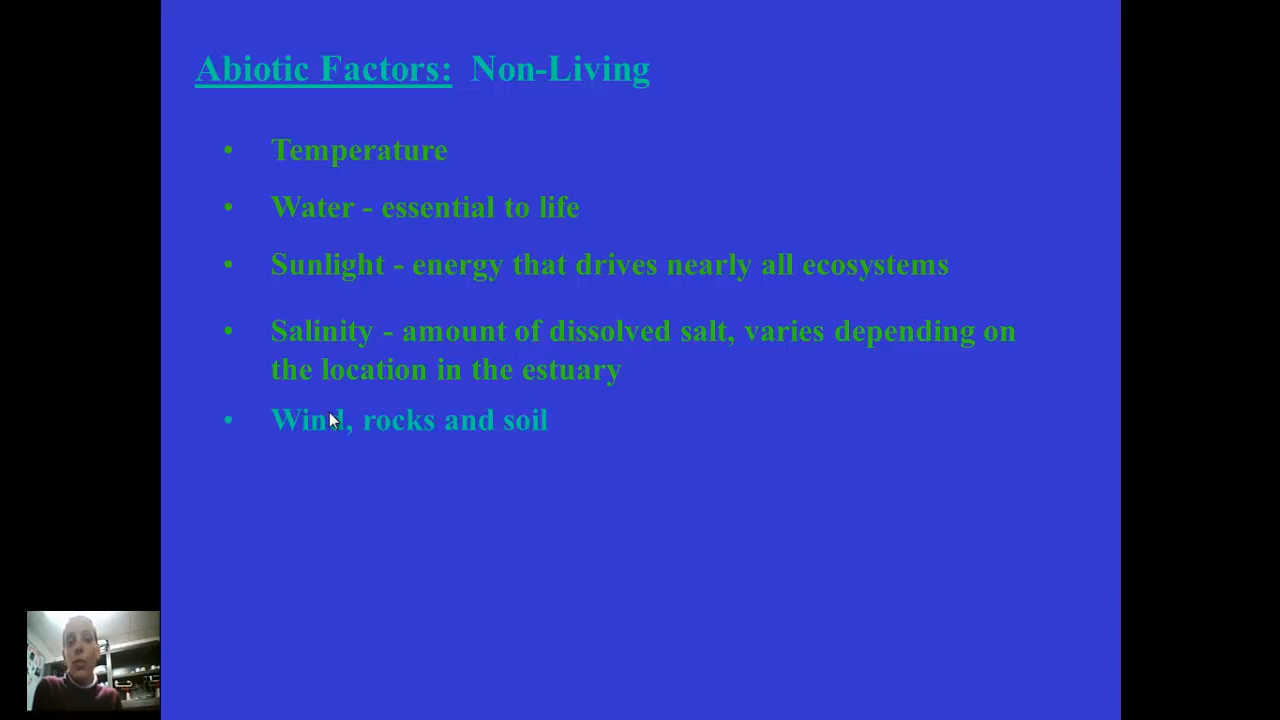 Abiotic Factors: Non-Living
• Temperature
• Water - essential to life
• Sunlight - energy that drives nearly all ecosystems
• Salinity - amount of dissolved salt, varies depending on
the location in the estuary
• Wind, rocks and soil